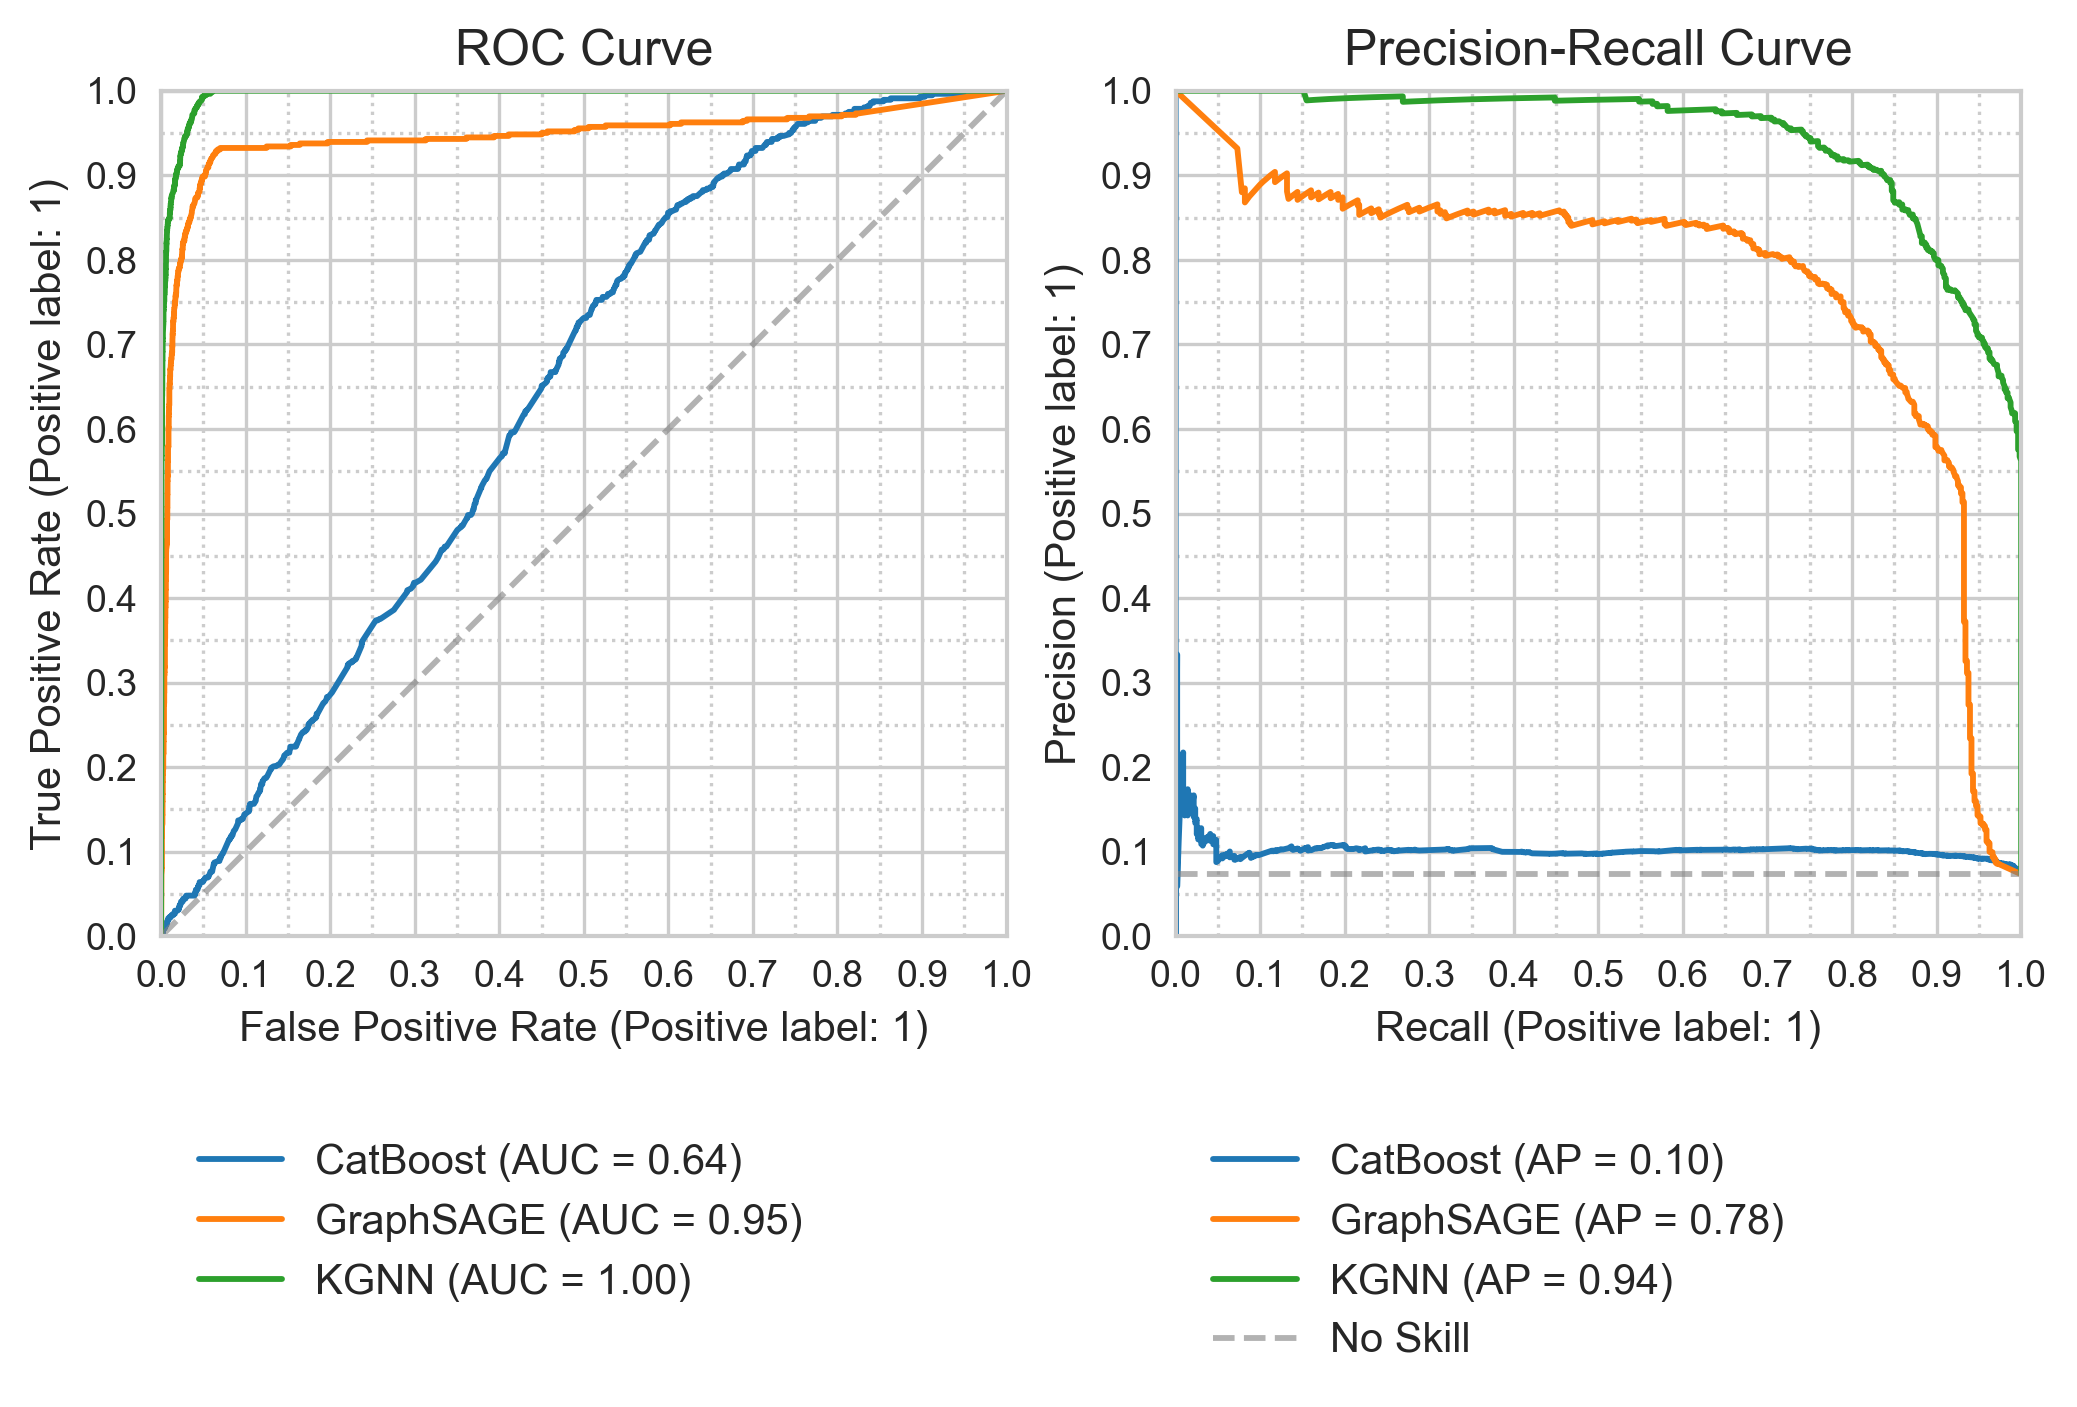 ROC Curve
True Positive Rate (Positive label: 1)
1.0
0.9
0.8
0.7
0.6
0.5
0.4
0.3
0.2
0.1
0.0
0.0 0.1 0.2 0.3 0.4 0.5 0.6 0.7 0.8 0.9 1.0
False Positive Rate (Positive label: 1)
CatBoost (AUC = 0.64)
GraphSAGE (AUC = 0.95)
KGNN (AUC = 1.00)
Precision-Recall Curve
Precision (Positive label: 1)
1.0
0.9
0.8
0.7
0.6
0.5
0.4
0.3
0.2
0.1
0.0
0.0 0.1 0.2 0.3 0.4 0.5 0.6 0.7 0.8 0.9 1.0
Recall (Positive label: 1)
CatBoost (AP = 0.10)
GraphSAGE (AP = 0.78)
KGNN (AP = 0.94)
No Skill